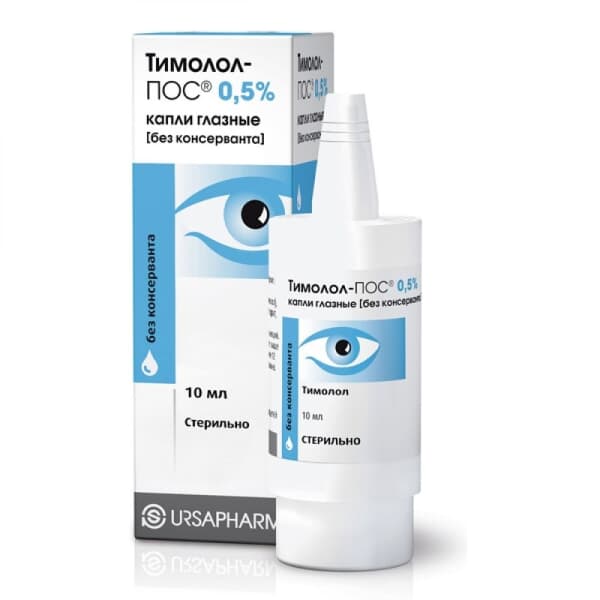 Тимолол-
ПОС® 0,5%
капли глазные
[без консерванта]
без консерванта
10 мл
Стерильно
URSAPHARM
Тимолол-ПОС® 0,5%
капли глазные [без консерванта]
без консерванта
Тимолол
10 мл
СТЕРИЛЬНО